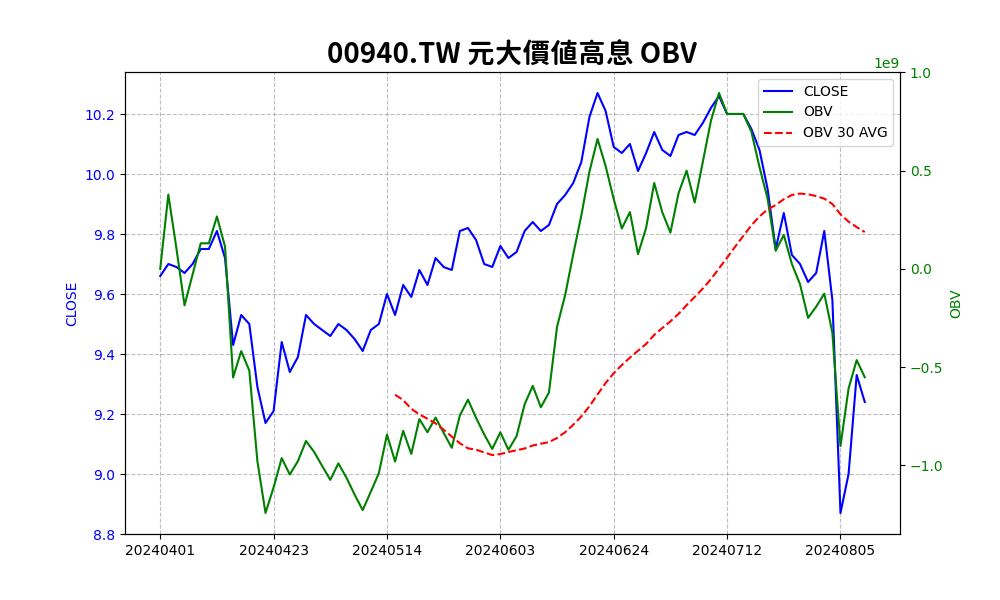 00940.TW 元大價值高息 OBV
1e9
1.0
0.5
0.0
−0.5
−1.0
OBV
CLOSE
OBV
OBV 30 AVG
10.2
10.0
9.8
9.6
9.4
9.2
9.0
8.8
CLOSE
20240401 20240423 20240514 20240603 20240624 20240712 20240805